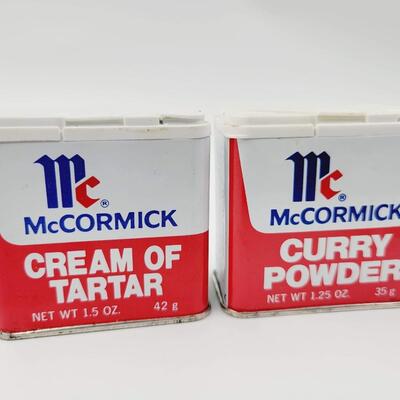 Mc®
McCORMICK
CREAM OF
TARTAR
NET WT 1.5 OZ. 42 g
Mc®
McCORMICK
CURRY
POWDER
NET WT 1.25 OZ. 35 g